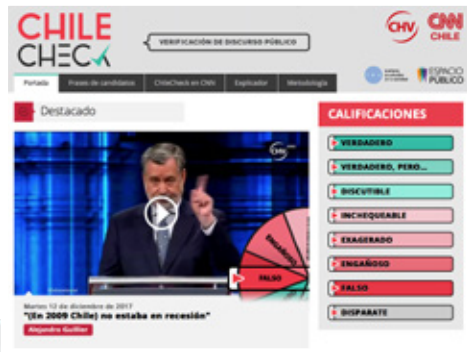 CHILE
CHECK
VERIFICACIÓN DE DISCURSO PÚBLICO
CHV
CNN
CHILE
ESPACIO
PÚBLICO
Portada
Frases de candidatos
ChileCheck en CNN
Explicador
Metodología
Destacado
CHV
ENGAÑOSO
FALSO
Martes 12 de diciembre de 2017
"(En 2009 Chile) no estaba en recesión"
Alejandro Guillier
CALIFICACIONES
VERDADERO
VERDADERO, PERO...
DISCUTIBLE
INCHEQUEABLE
EXAGERADO
ENGAÑOSO
FALSO
DISPARATE